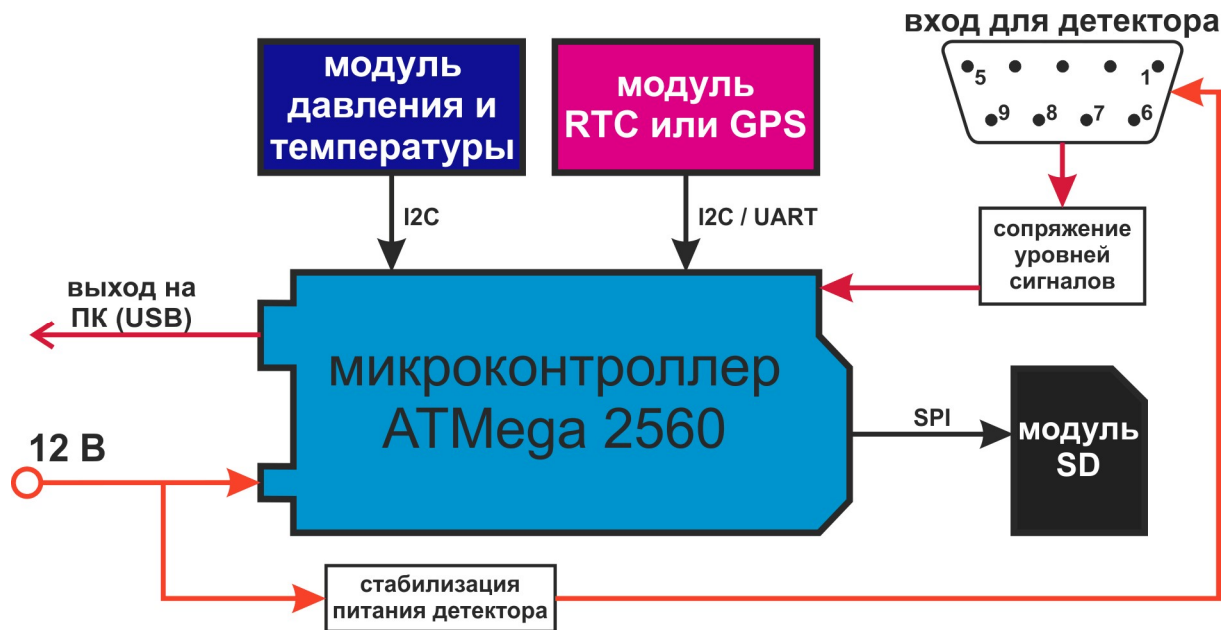 вход для детектора
5
1
9
8
7
6
модуль
давления и
температуры
модуль
RTC или GPS
I2C
I2C / UART
сопряжение
уровней
сигналов
выход на
ПК (USB)
микроконтроллер
ATMega 2560
SPI
модуль
SD
12 В
стабилизация
питания детектора